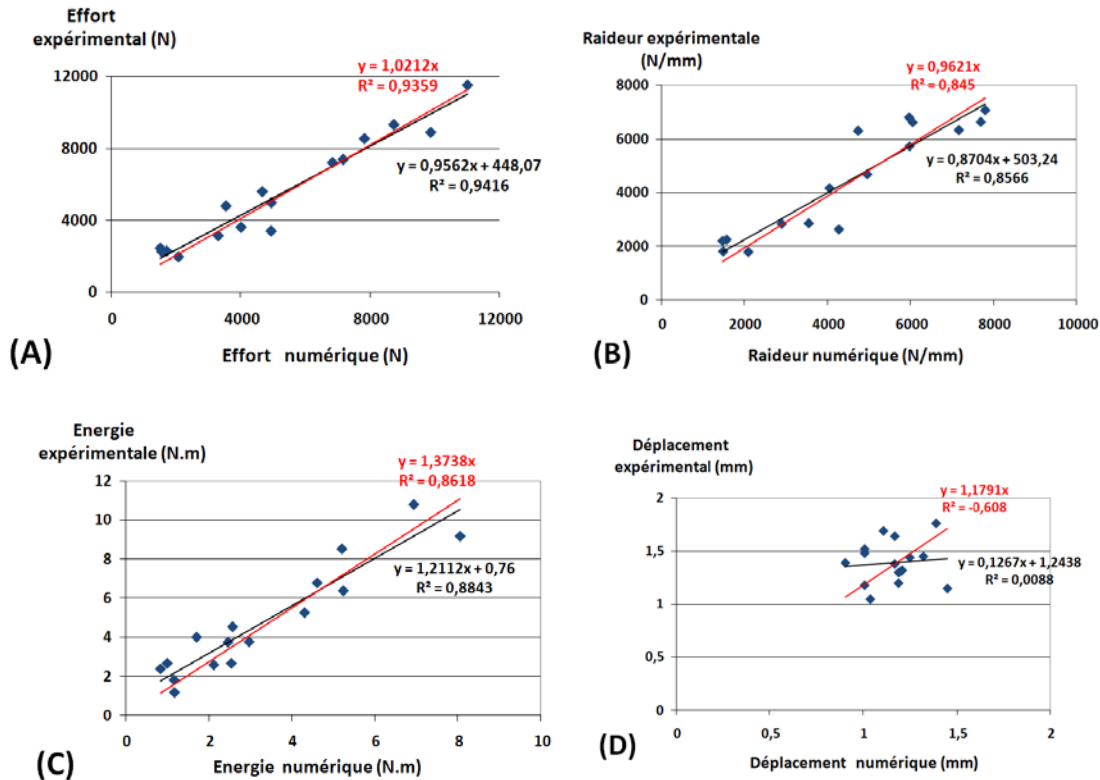 Effort
expérimental (N)
y = 1,0212x
R² = 0,9359
12000
8000
4000
0
y = 0,9562x + 448,07
R² = 0,9416
0 4000 8000 12000
(A)
Effort numérique (N)
Raideur expérimentale
(N/mm)
y = 0,9621x
R² = 0,845
8000
6000
4000
2000
0
y = 0,8704x + 503,24
R² = 0,8566
0 2000 4000 6000 8000 10000
(B)
Raideur numérique (N/mm)
Energie
expérimentale (N.m)
y = 1,3738x
R² = 0,8618
12
10
8
6
4
2
0
y = 1,2112x + 0,76
R² = 0,8843
0 2 4 6 8 10
(C)
Energie numérique (N.m)
Déplacement
expérimental (mm)
y = 1,1791x
R² = -0,608
2
1,5
1
0,5
0
y = 0,1267x + 1,2438
R² = 0,0088
0 0,5 1 1,5 2
(D)
Déplacement numérique (mm)